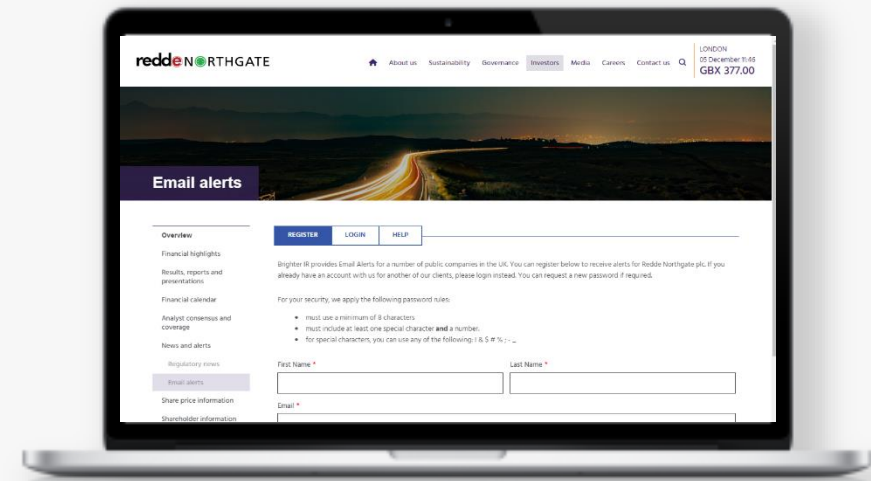 redde NORTHGATE
About us Sustainability Governance Investors Media Careers Contact us
LONDON
05 December 11:46
GBX 377.00
Email alerts
Overview
Financial highlights
Results, reports and
presentations
Financial calendar
Analyst consensus and
coverage
News and alerts
Regulatory news
Email alerts
Share price information
Shareholder information
REGISTER LOGIN HELP
Brighter IR provides Email Alerts for a number of public companies in the UK. You can register below to receive alerts for Redde Northgate plc. If you
already have an account with us for another of our clients, please login instead. You can request a new password if required.
For your security, we apply the following password rules:
must use a minimum of 8 characters
must include at least one special character and a number.
for special characters, you can use any of the following: ! & $ # % ; - _
First Name *
Last Name *
Email *